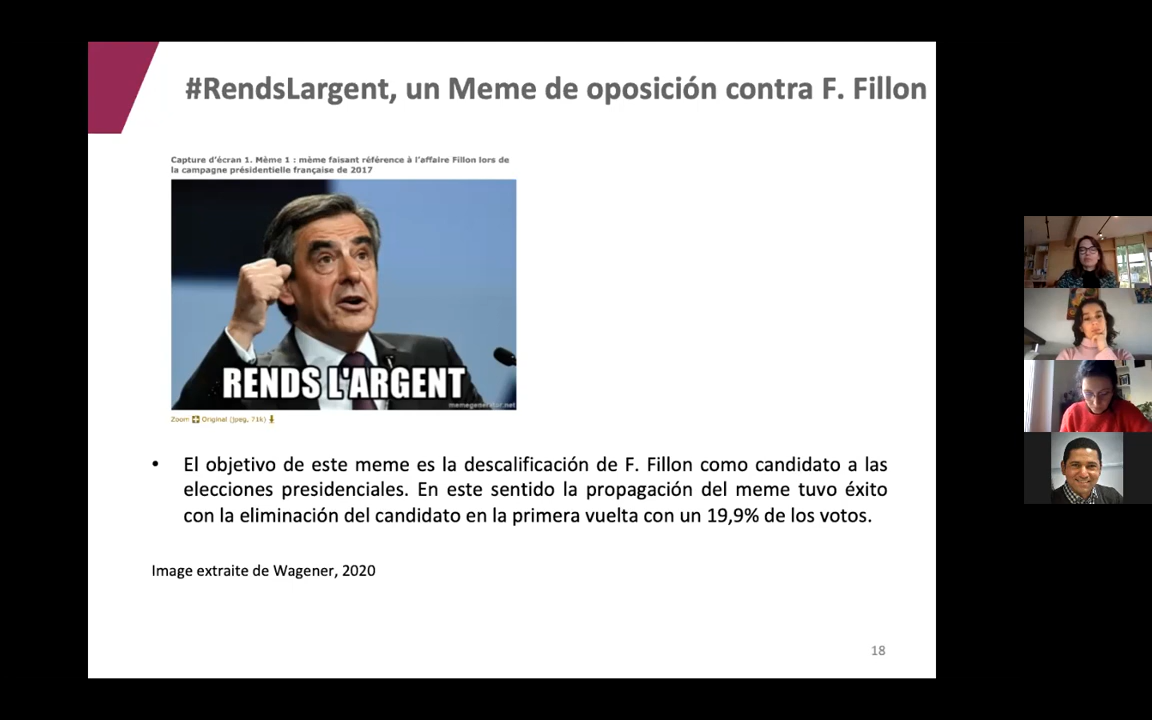 #RendsLargent, un Meme de oposición contra F. Fillon
Capture d'écran 1. Mème 1 : mème faisant référence à l'affaire Fillon lors de
la campagne présidentielle française de 2017
RENDS L'ARGENT
memegenerator.net
Zoom Original (jpeg, 71k)
• El objetivo de este meme es la descalificación de F. Fillon como candidato a las
elecciones presidenciales. En este sentido la propagación del meme tuvo éxito
con la eliminación del candidato en la primera vuelta con un 19,9% de los votos.
Image extraite de Wagener, 2020
18